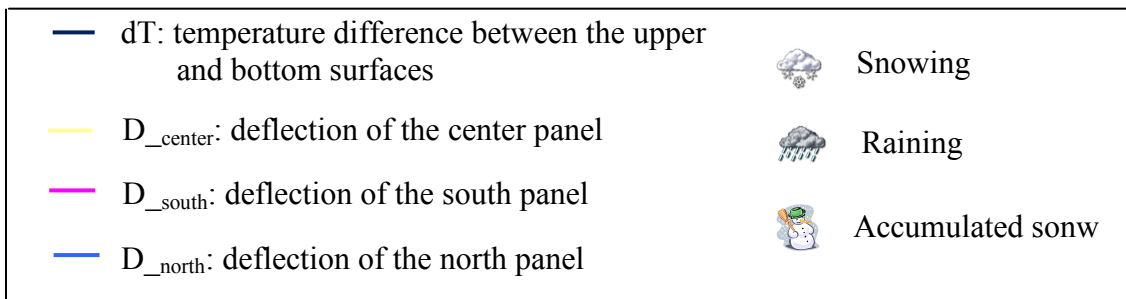 dT: temperature difference between the upper
and bottom surfaces
D_center: deflection of the center panel
D_south: deflection of the south panel
D_north: deflection of the north panel
Snowing
Raining
Accumulated sonw